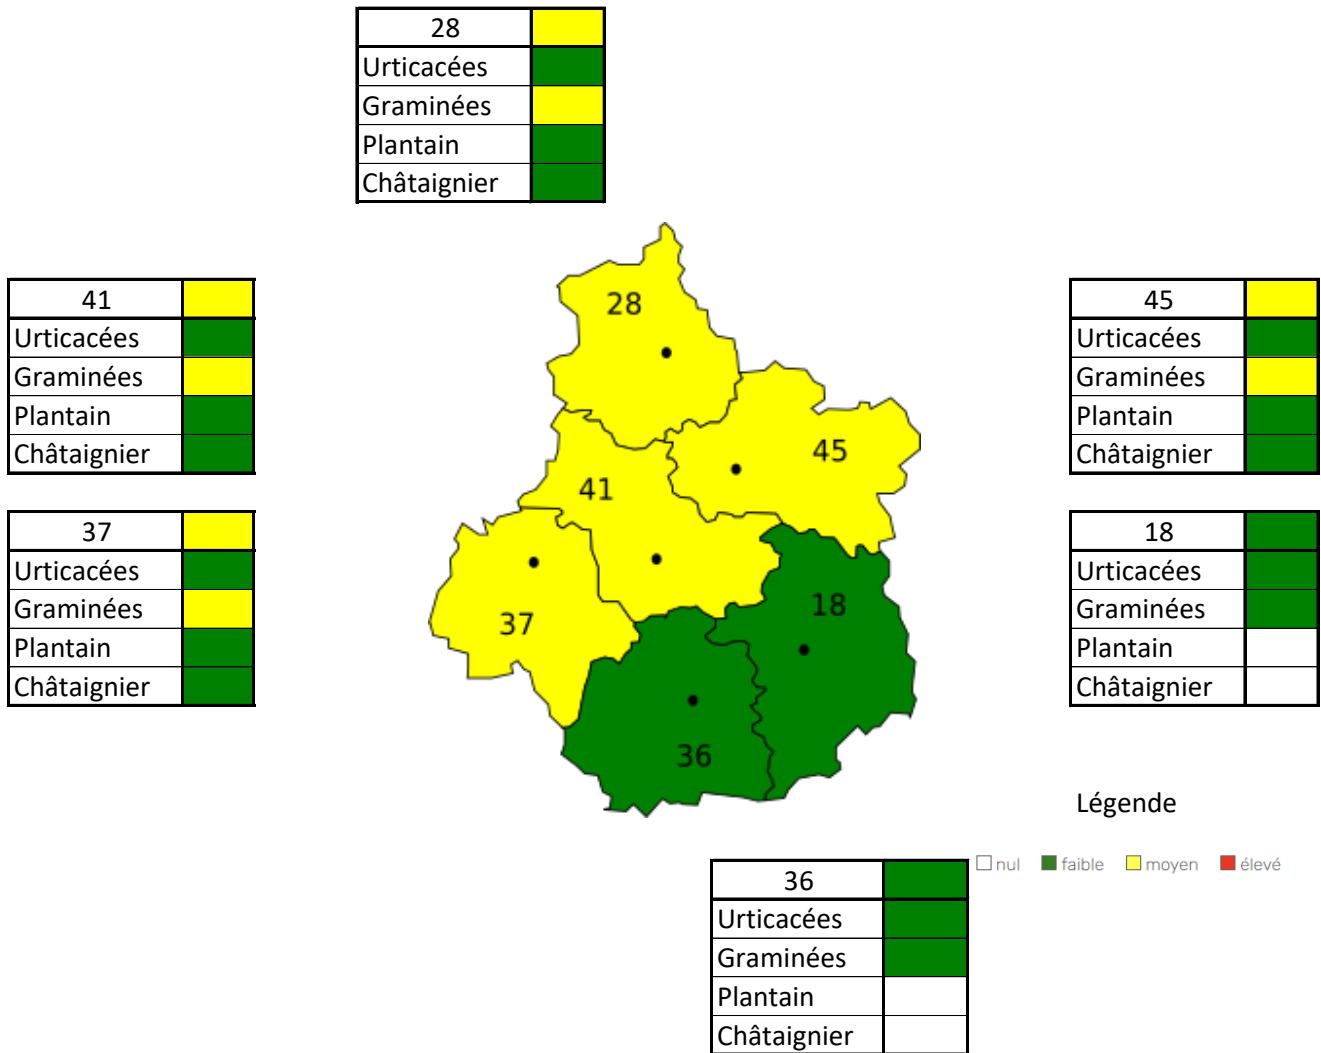 28
Urticacées
Graminées
Plantain
Châtaignier
41
Urticacées
Graminées
Plantain
Châtaignier
37
Urticacées
Graminées
Plantain
Châtaignier
28
45
41
37
18
36
45
Urticacées
Graminées
Plantain
Châtaignier
18
Urticacées
Graminées
Plantain
Châtaignier
Légende
nul faible moyen élevé
36
Urticacées
Graminées
Plantain
Châtaignier